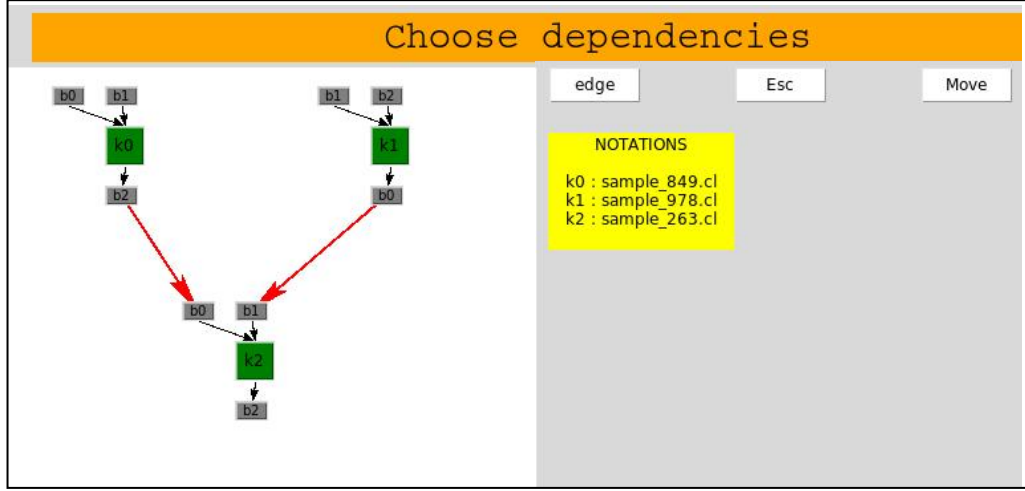 Choose dependencies
edge Esc Move
b0 b1 b1 b2
k0 k1
b2 b0
b0 b1
k2
b2
NOTATIONS
k0 : sample_849.cl
k1 : sample_978.cl
k2 : sample_263.cl